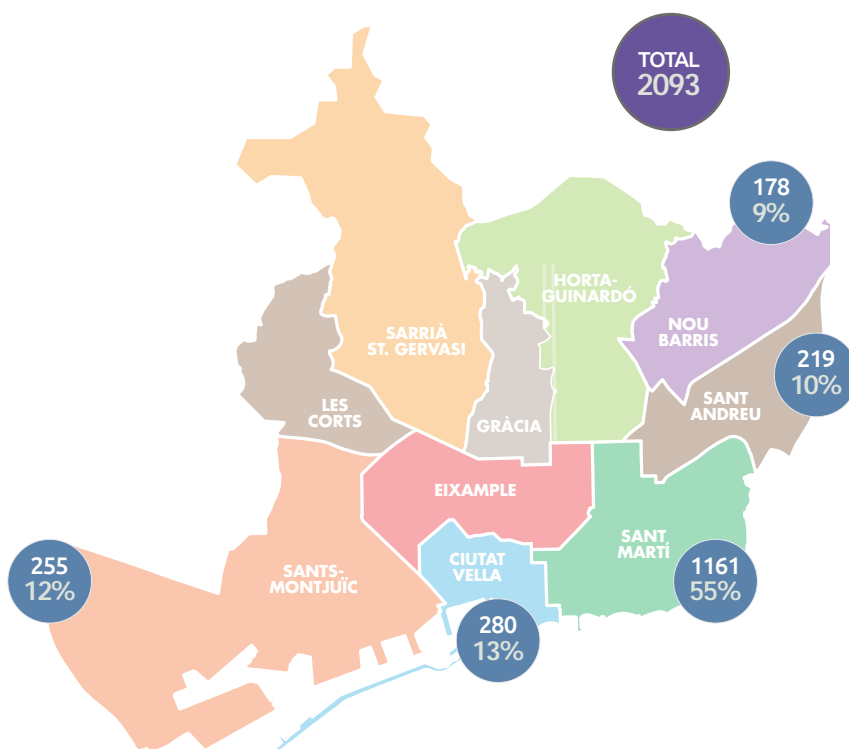 TOTAL
2093
178
9%
HORTA-
GUINARDÓ
NOU
BARRIS
SARRIÀ
ST. GERVASI
219
10%
SANT
ANDREU
LES
CORTS
GRÀCIA
EIXAMPLE
SANT
MARTÍ
CIUTAT
VELLA
255
12%
SANTS-
MONTJUÏC
1161
55%
280
13%